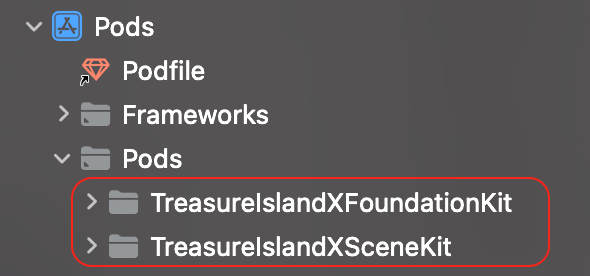 Pods
Podfile
Frameworks
Pods
TreasureIslandXFoundationKit
TreasureIslandXSceneKit